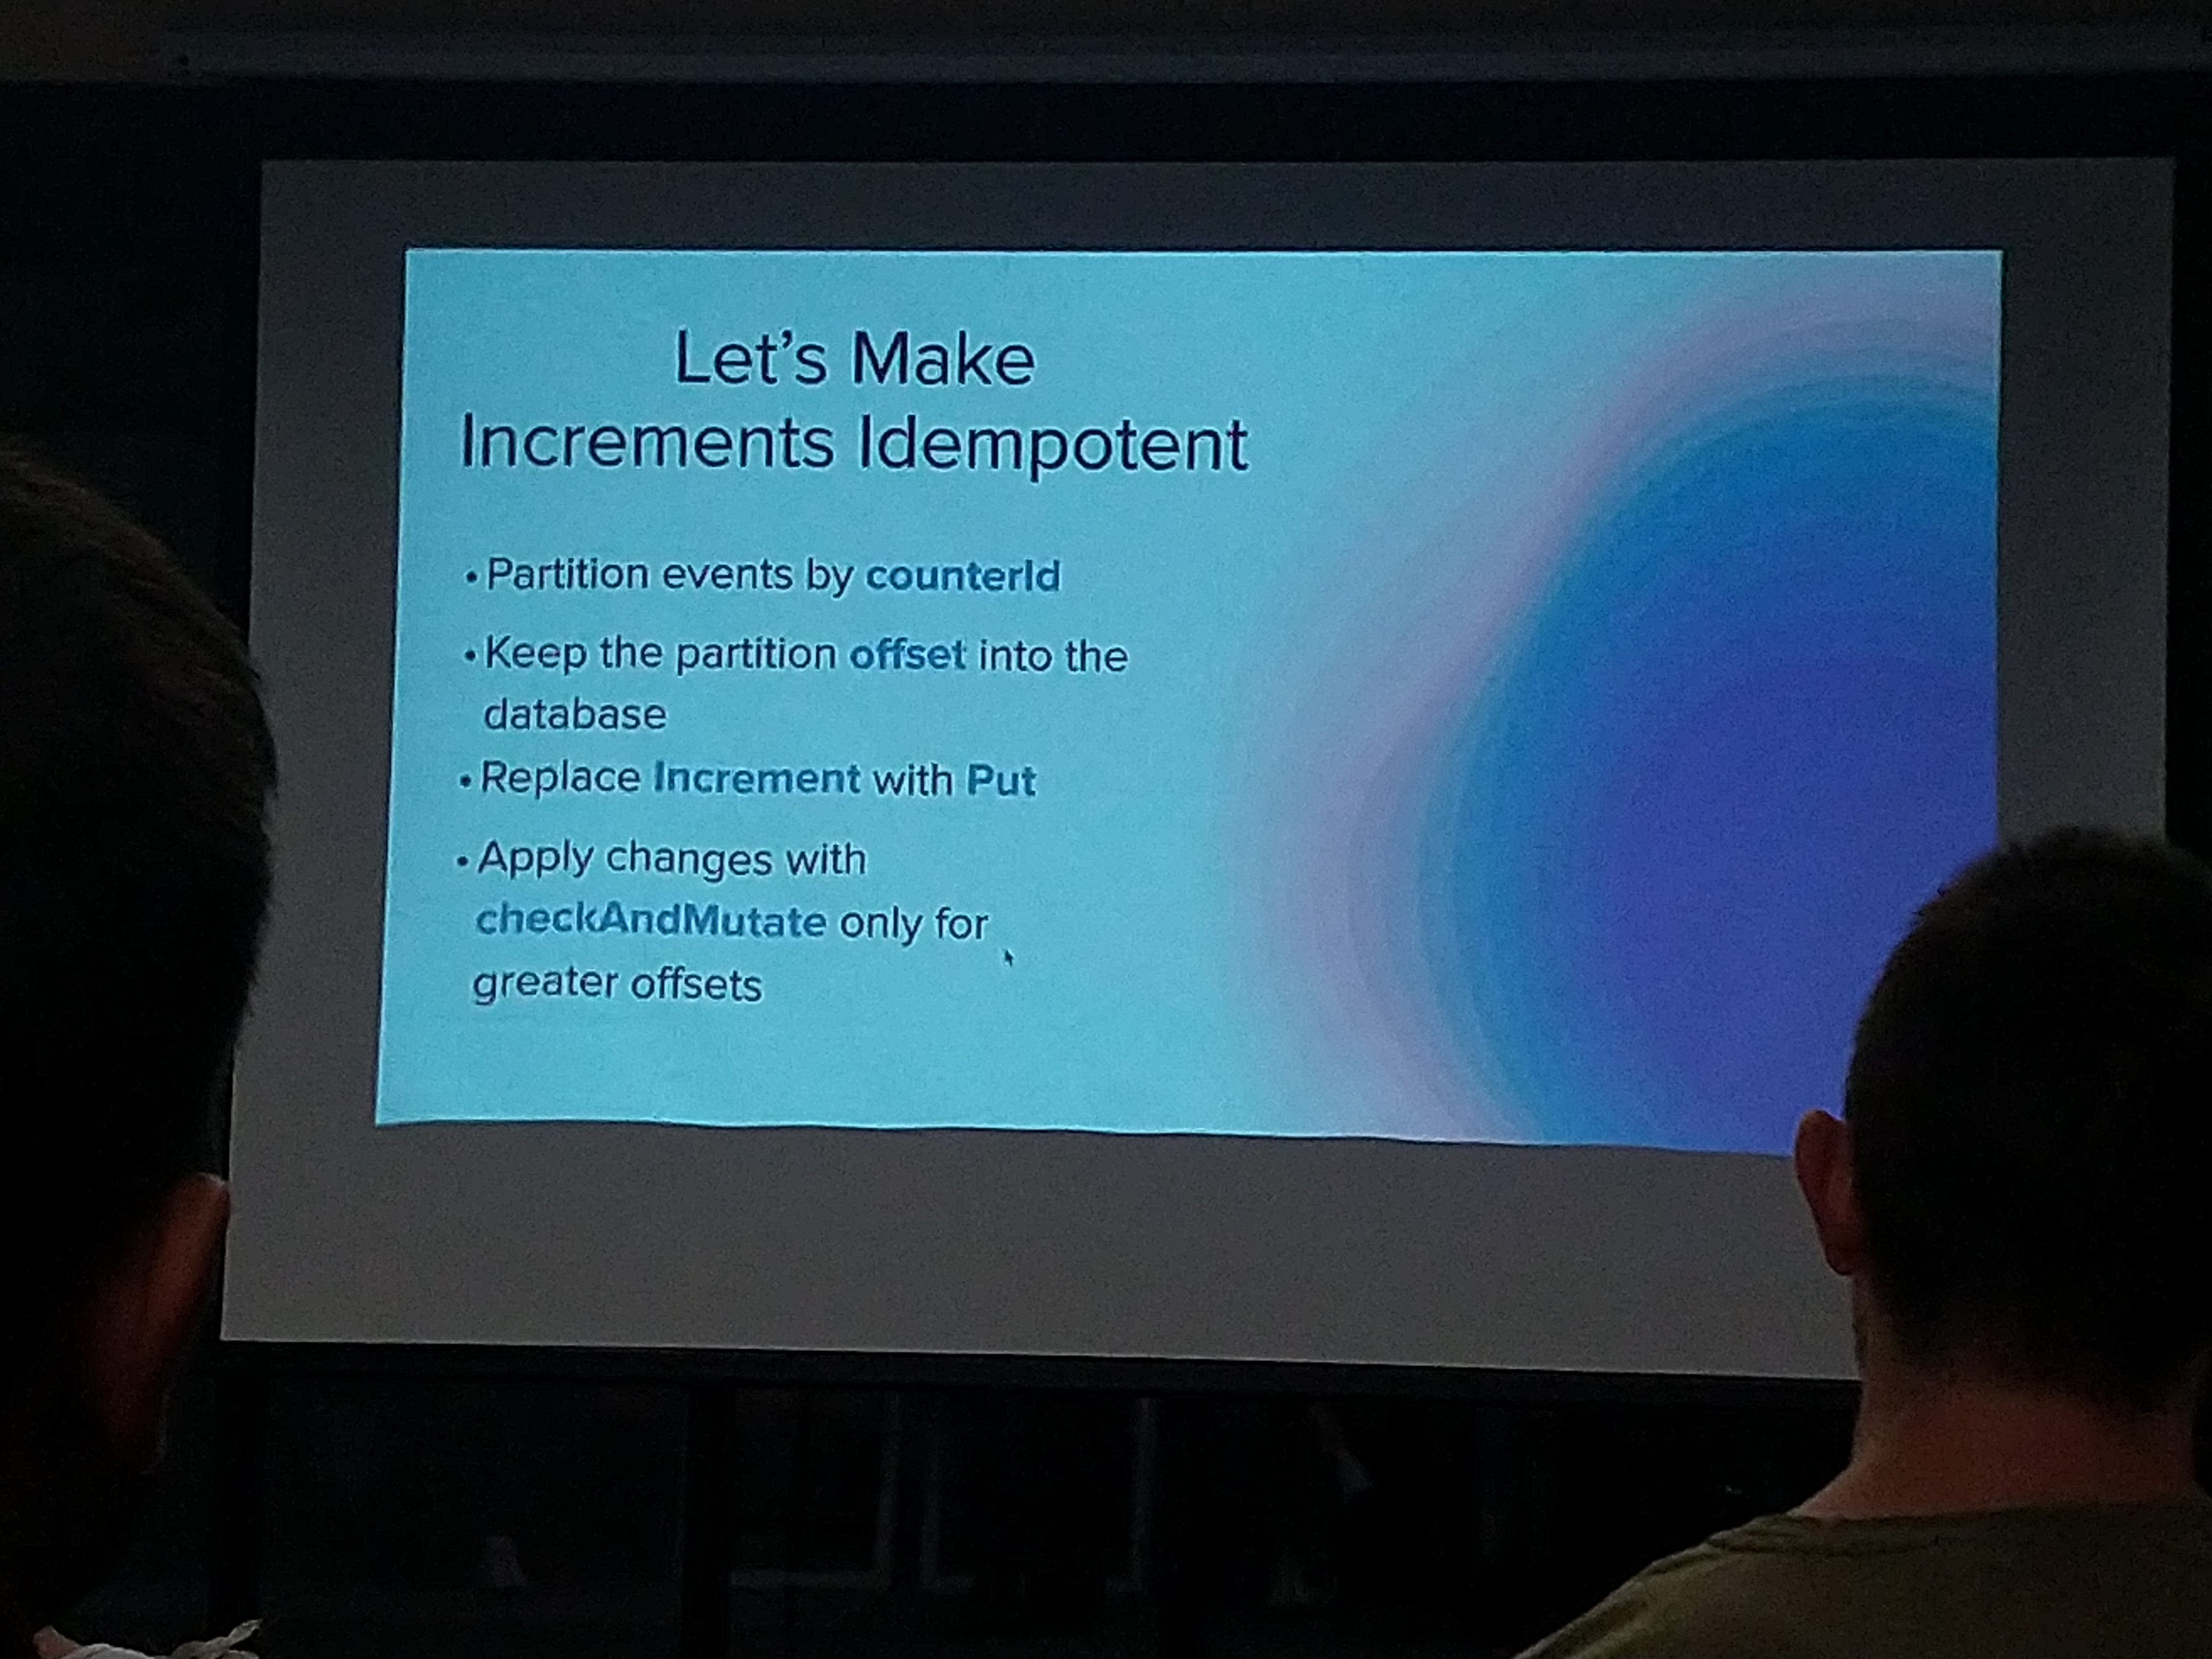 Let's Make
Increments Idempotent
• Partition events by counterId
• Keep the partition offset into the
database
• Replace Increment with Put
• Apply changes with
checkAndMutate only for
greater offsets